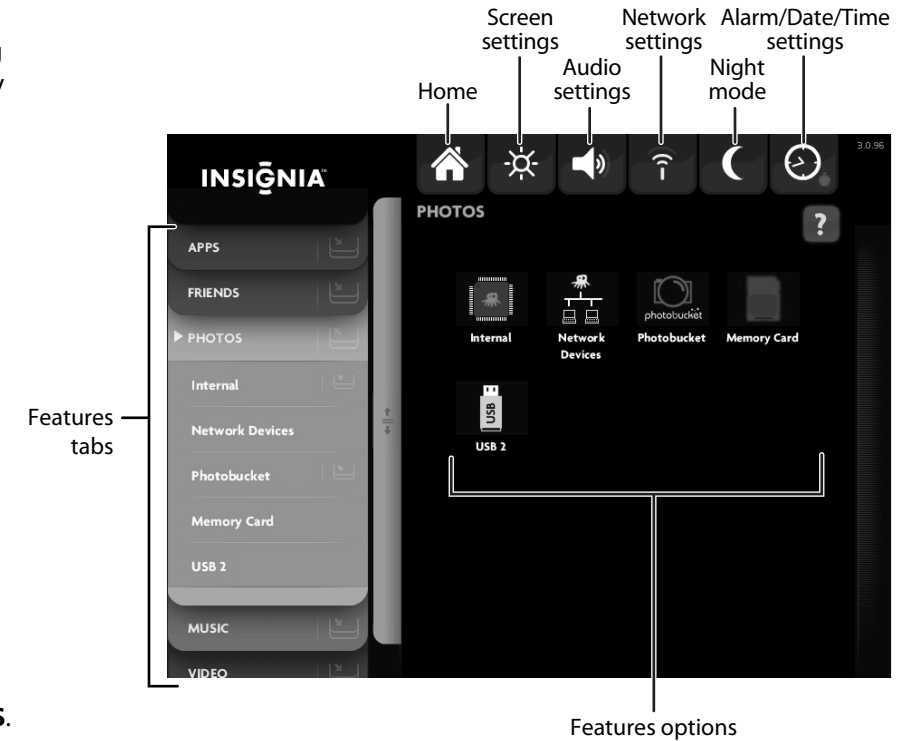 Screen settings
Network settings
Alarm/Date/Time settings
Home
Audio settings
Night mode
3.0.96
INSIGNIA
PHOTOS
?
APPS
FRIENDS
PHOTOS
Internal
Network Devices
Photobucket
Memory Card
USB 2
MUSIC
VIDEO
photobucket
Internal
Network Devices
Photobucket
Memory Card
USB
USB 2
Features tabs
Features options
S.